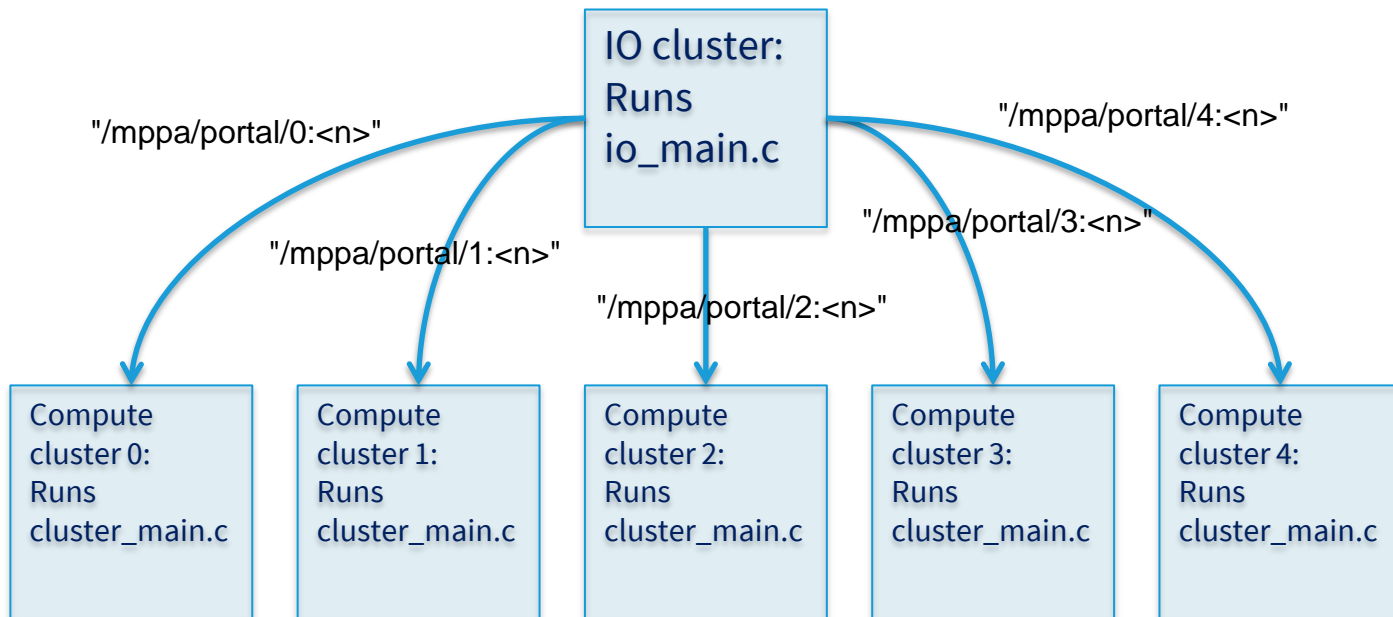 IO cluster:
Runs
io_main.c
"/mppa/portal/0:<n>"
"/mppa/portal/4:<n>"
"/mppa/portal/1:<n>"
"/mppa/portal/3:<n>"
"/mppa/portal/2:<n>"
Compute
cluster 0:
Runs
cluster_main.c
Compute
cluster 1:
Runs
cluster_main.c
Compute
cluster 2:
Runs
cluster_main.c
Compute
cluster 3:
Runs
cluster_main.c
Compute
cluster 4:
Runs
cluster_main.c